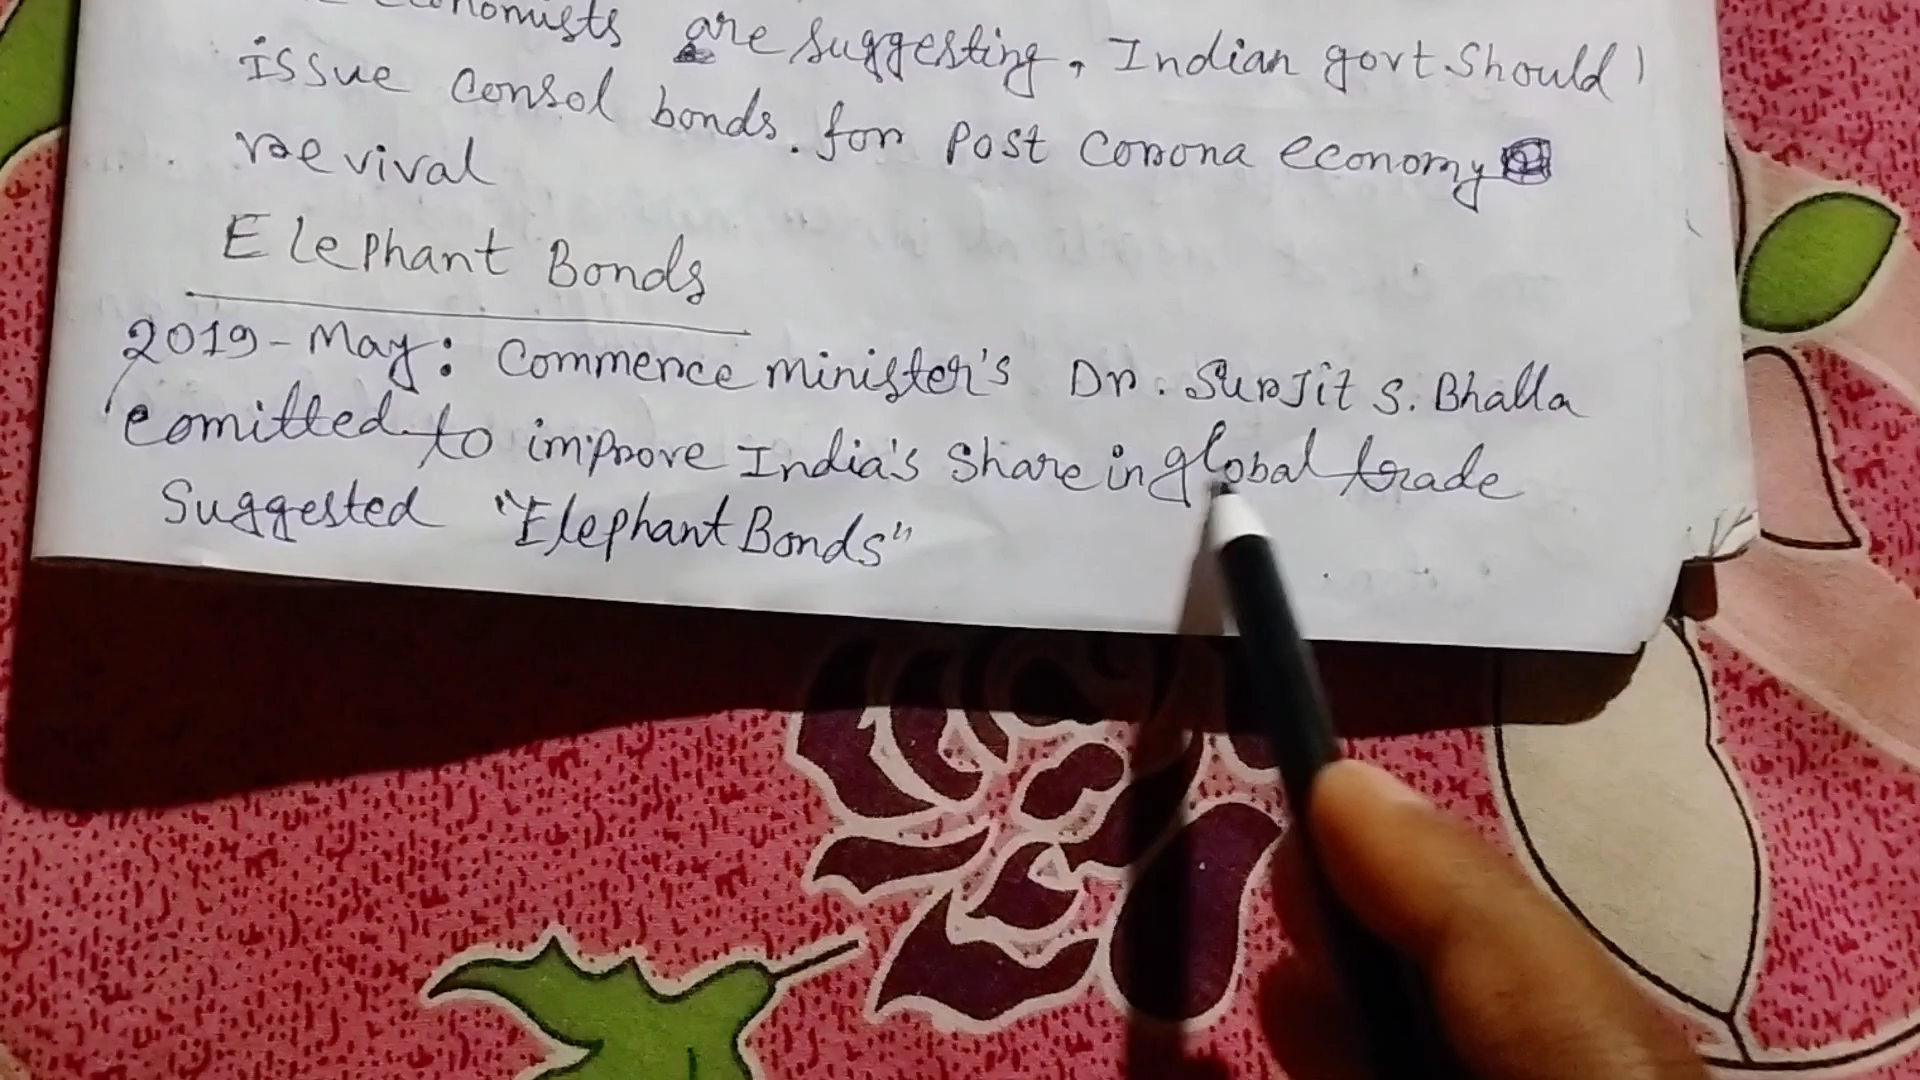 economists are suggesting, Indian govt should
issue consol bonds. for post corona economy
revival
Elephant Bonds
2019-May: Commerce minister's Dr. Surjit S. Bhalla
comitted to improve India's share in global trade
suggested "Elephant Bonds"